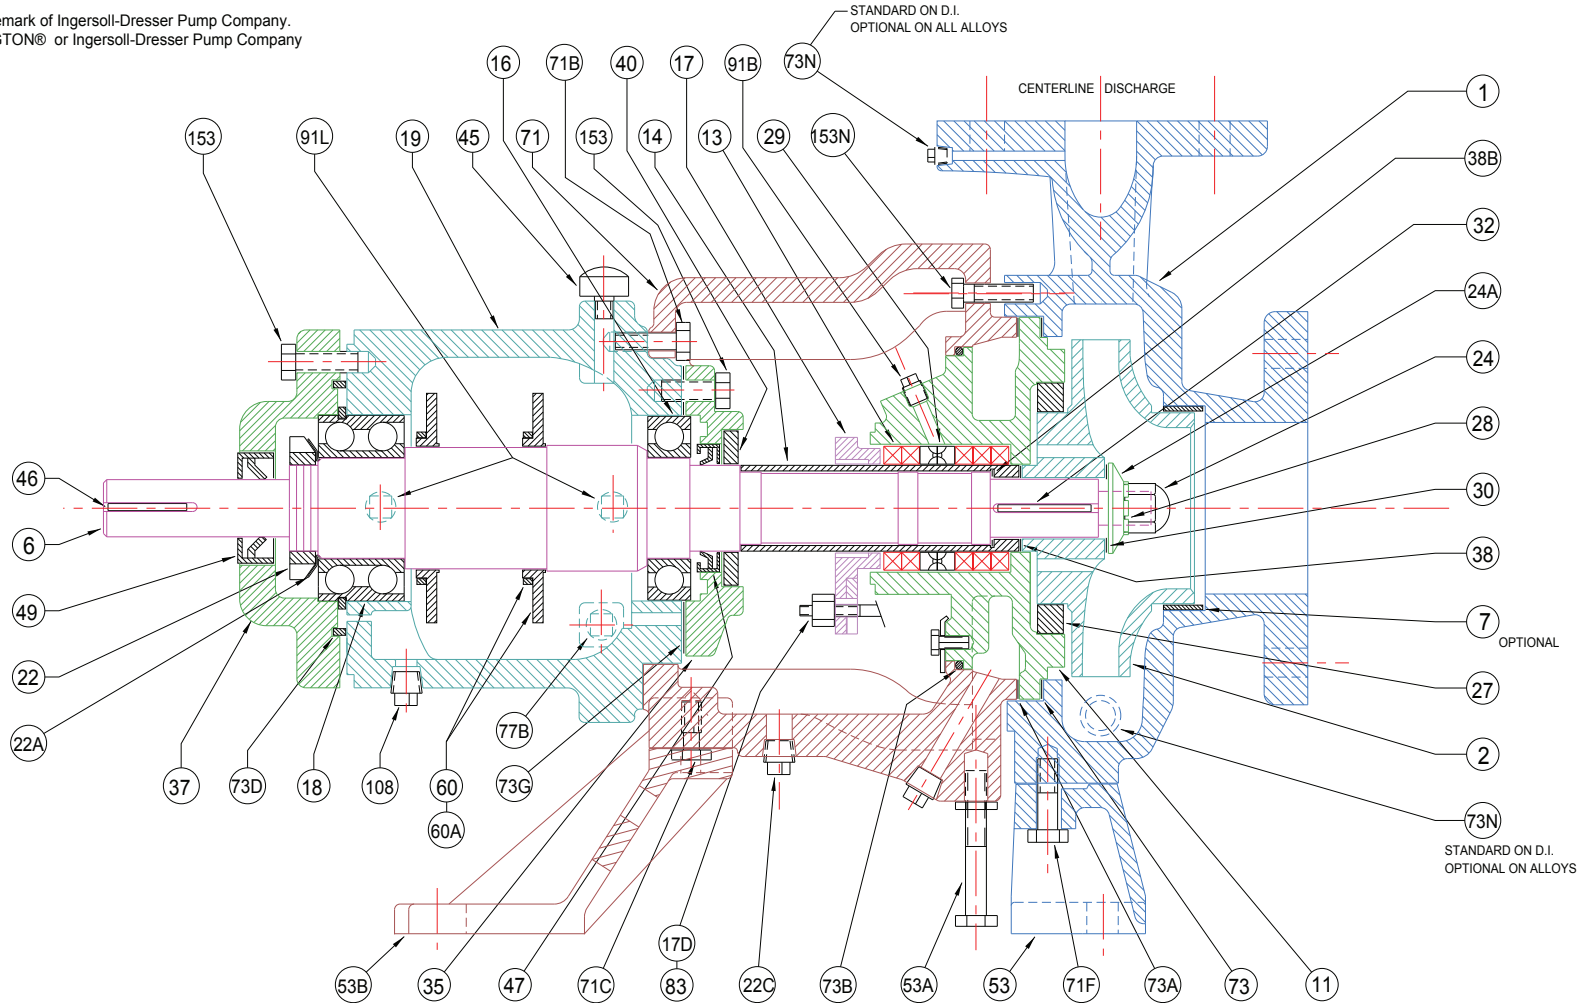 emark of Ingersoll-Dresser Pump Company.
GTON® or Ingersoll-Dresser Pump Company
STANDARD ON D.I.
OPTIONAL ON ALL ALLOYS
16
71B
40
17
91B
73N
CENTERLINE DISCHARGE
1
153
91L
19
45
71
153
14
13
29
153N
38B
32
24A
24
28
46
30
6
38
49
7
OPTIONAL
22
27
22A
2
37
73D
18
108
60
77B
73G
60A
73N
STANDARD ON D.I.
OPTIONAL ON ALLOYS
17D
53B
35
47
71C
83
22C
73B
53A
53
71F
73A
73
11